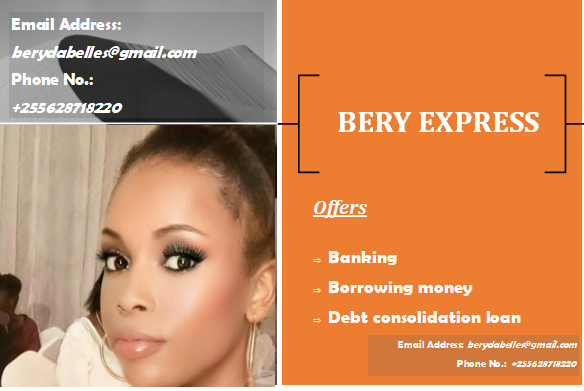 Email Address:
berydabelles@gmail.com
Phone No.:
+255628718220
BERY EXPRESS
Offers
⇒ Banking
⇒ Borrowing money
⇒ Debt consolidation loan
Email Address: berydabelles@gmail.com
Phone No.: +255628718220